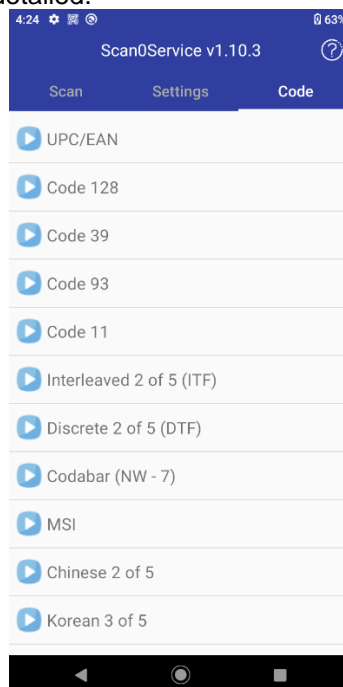 detailed.
4:24 63%
Scan0Service v1.10.3 ?
Scan Settings Code
UPC/EAN
Code 128
Code 39
Code 93
Code 11
Interleaved 2 of 5 (ITF)
Discrete 2 of 5 (DTF)
Codabar (NW - 7)
MSI
Chinese 2 of 5
Korean 3 of 5